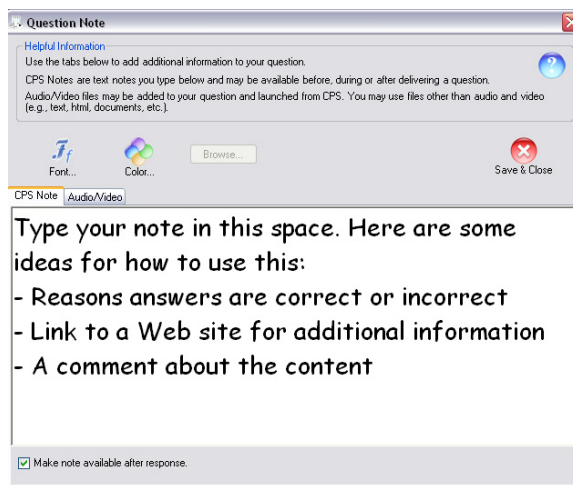 Question Note
Helpful Information
Use the tabs below to add additional information to your question.
CPS Notes are text notes you type below and may be available before, during or after delivering a question.
Audio/Video files may be added to your question and launched from CPS. You may use files other than audio and video
(e.g., text, html, documents, etc.).
Font...
Color...
Browse...
Save & Close
CPS Note
Audio/Video
Type your note in this space. Here are some
ideas for how to use this:
- Reasons answers are correct or incorrect
- Link to a Web site for additional information
- A comment about the content
Make note available after response.